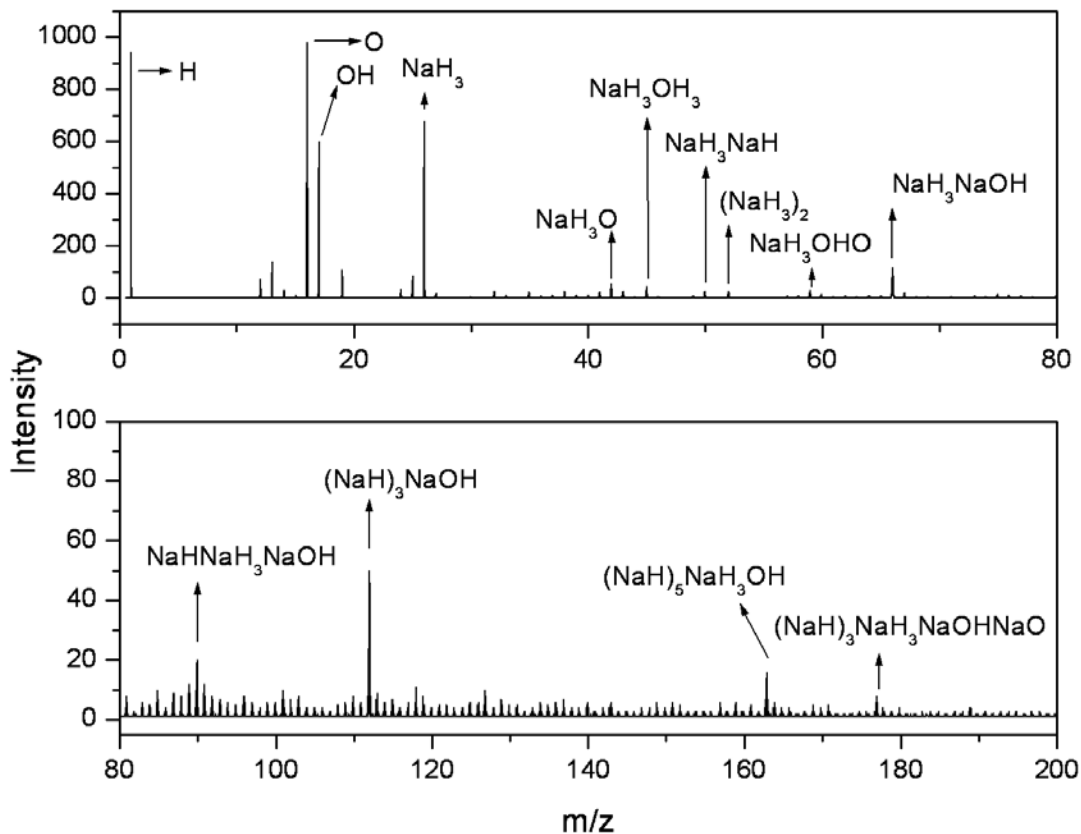 Intensity
1000
800
600
400
200
0
H
O
OH
NaH₃
NaH₃O
NaH₃OH₃
NaH₃NaH
(NaH₃)₂
NaH₃OHO
NaH₃NaOH
0 20 40 60 80
100
80
60
40
20
0
NaHNaH₃NaOH
(NaH)₃NaOH
(NaH)₅NaH₃OH
(NaH)₃NaH₃NaOHNaO
80 100 120 140 160 180 200
m/z